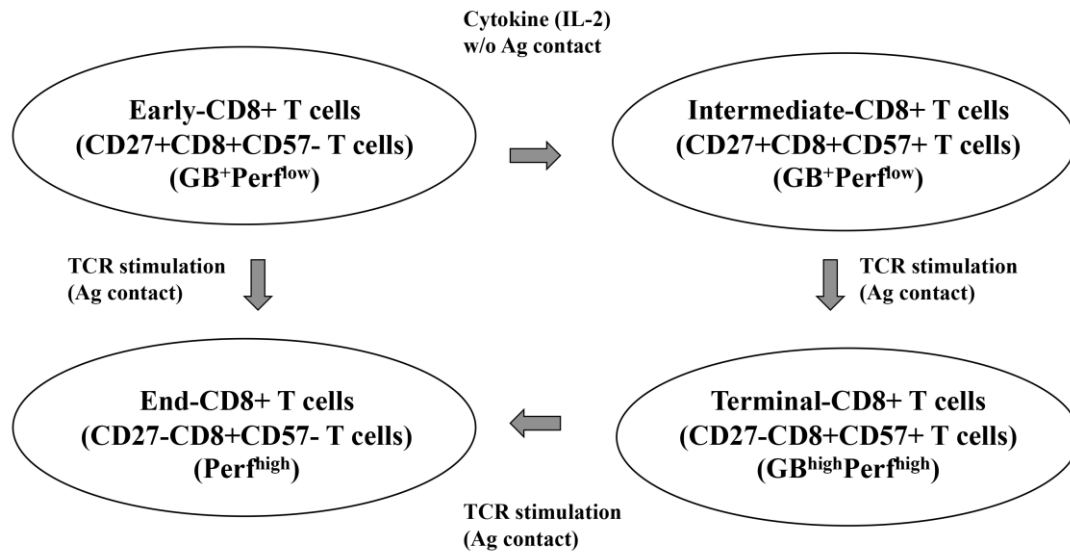 Cytokine (IL-2)
w/o Ag contact
Early-CD8+ T cells
(CD27+CD8+CD57- T cells)
(GB⁺Perfˡᵒʷ)
Intermediate-CD8+ T cells
(CD27+CD8+CD57+ T cells)
(GB⁺Perfˡᵒʷ)
TCR stimulation
(Ag contact)
TCR stimulation
(Ag contact)
End-CD8+ T cells
(CD27-CD8+CD57- T cells)
(Perfʰⁱᵍʰ)
Terminal-CD8+ T cells
(CD27-CD8+CD57+ T cells)
(GBʰⁱᵍʰPerfʰⁱᵍʰ)
TCR stimulation
(Ag contact)